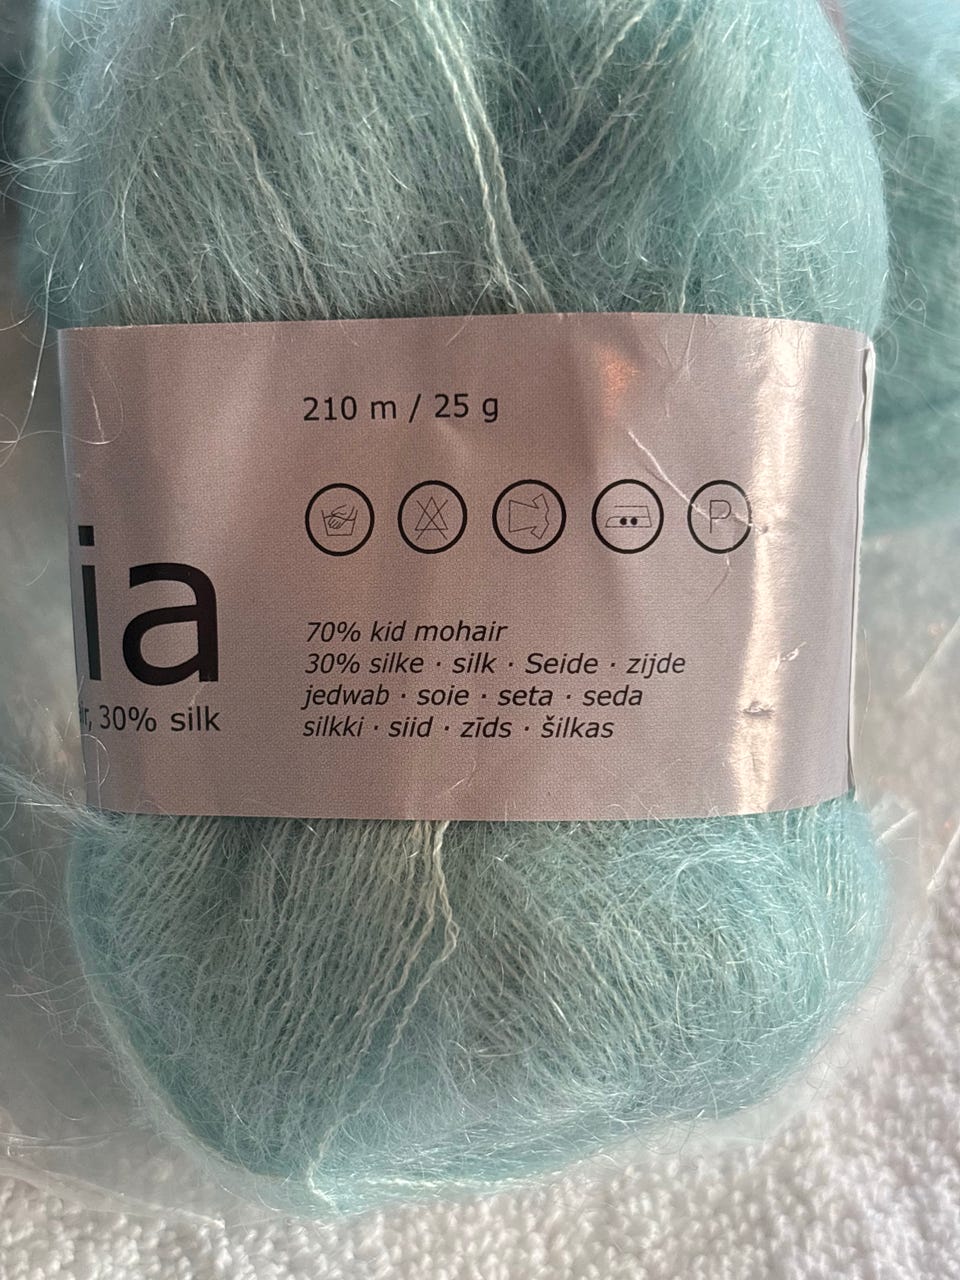 210 m / 25 g
P
ia
30% silk
70% kid mohair
30% silke · silk · Seide · zijde
jedwab · soie · seta · seda
silkki · siid · zīds · šilkas